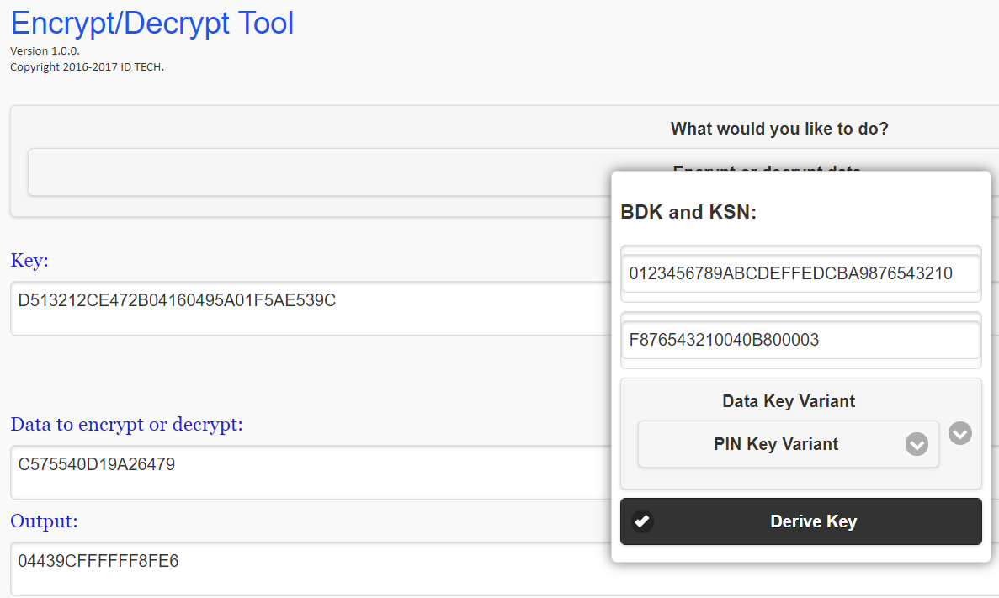 Encrypt/Decrypt Tool
Version 1.0.0.
Copyright 2016-2017 ID TECH.
What would you like to do?
Encrypt or decrypt data
BDK and KSN:
0123456789ABCDEFFEDCBA9876543210
F876543210040B800003
Data Key Variant
PIN Key Variant
Derive Key
Key:
D513212CE472B04160495A01F5AE539C
Data to encrypt or decrypt:
C575540D19A26479
Output:
04439CFFFFFF8FE6